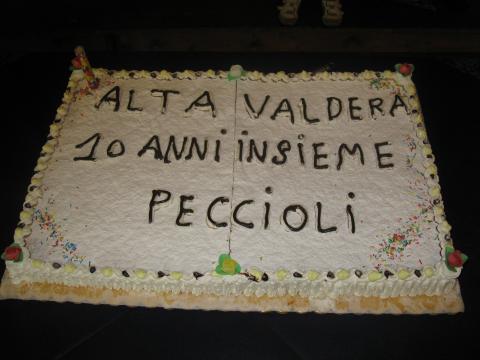 ALTA VALDERA
10 ANNi iNSiEME
PECCiOLi